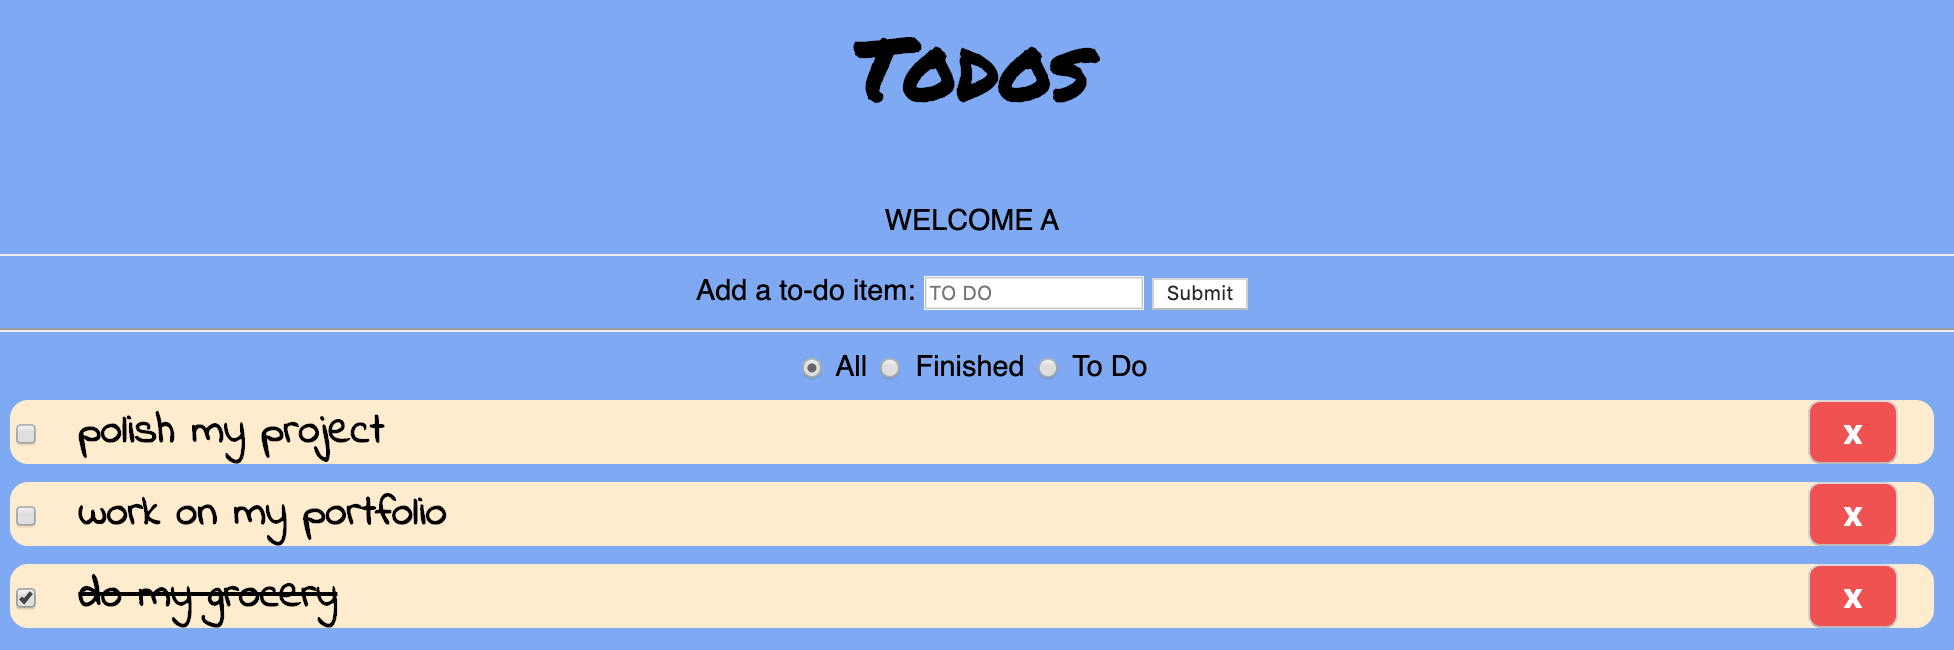 Todos
WELCOME A
Add a to-do item: TO DO Submit
All Finished To Do
polish my project x
work on my portfolio x
do my grocery x